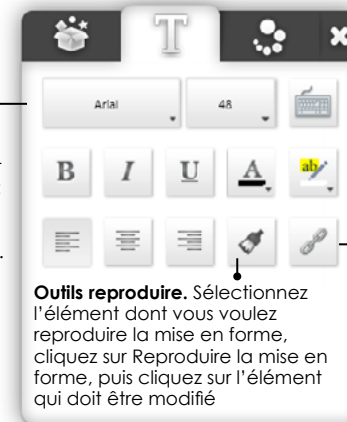 T
Arial 48
B I U A ab
Outils reproduire. Sélectionnez
l'élément dont vous voulez
reproduire la mise en forme,
cliquez sur Reproduire la mise en
forme, puis cliquez sur l'élément
qui doit être modifié